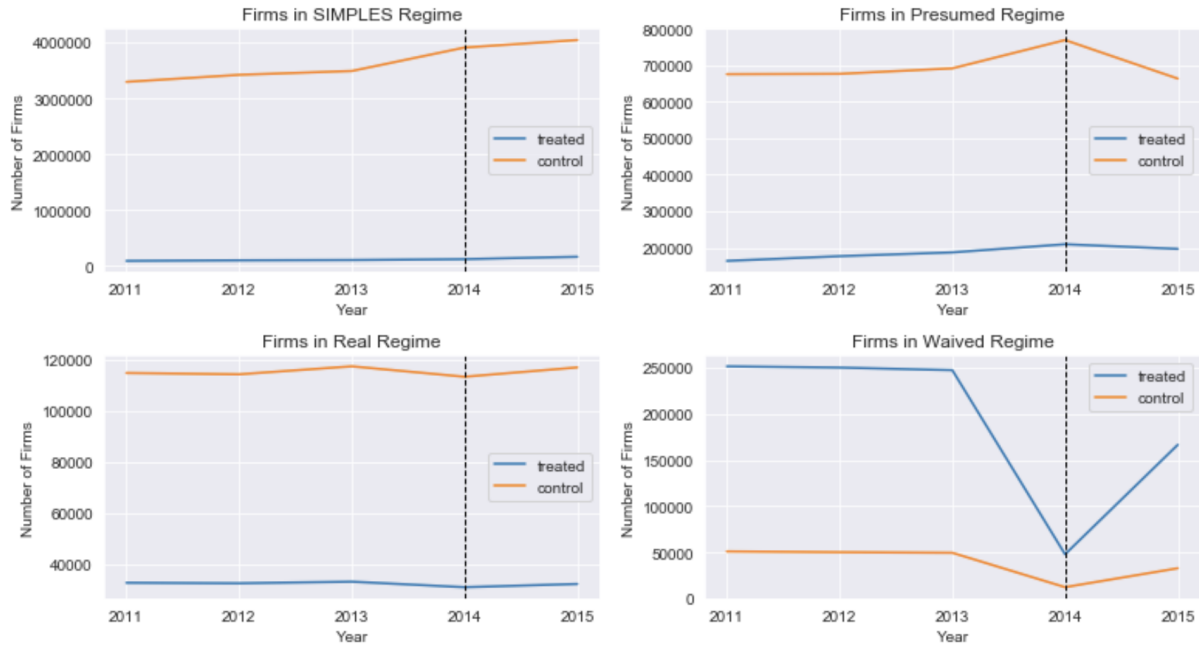 Firms in SIMPLES Regime
Number of Firms
4000000
3000000
2000000
1000000
0
treated
control
2011 2012 2013 2014 2015
Year
Firms in Presumed Regime
Number of Firms
800000
700000
600000
500000
400000
300000
200000
treated
control
2011 2012 2013 2014 2015
Year
Firms in Real Regime
Number of Firms
120000
100000
80000
60000
40000
treated
control
2011 2012 2013 2014 2015
Year
Firms in Waived Regime
Number of Firms
250000
200000
150000
100000
50000
0
treated
control
2011 2012 2013 2014 2015
Year